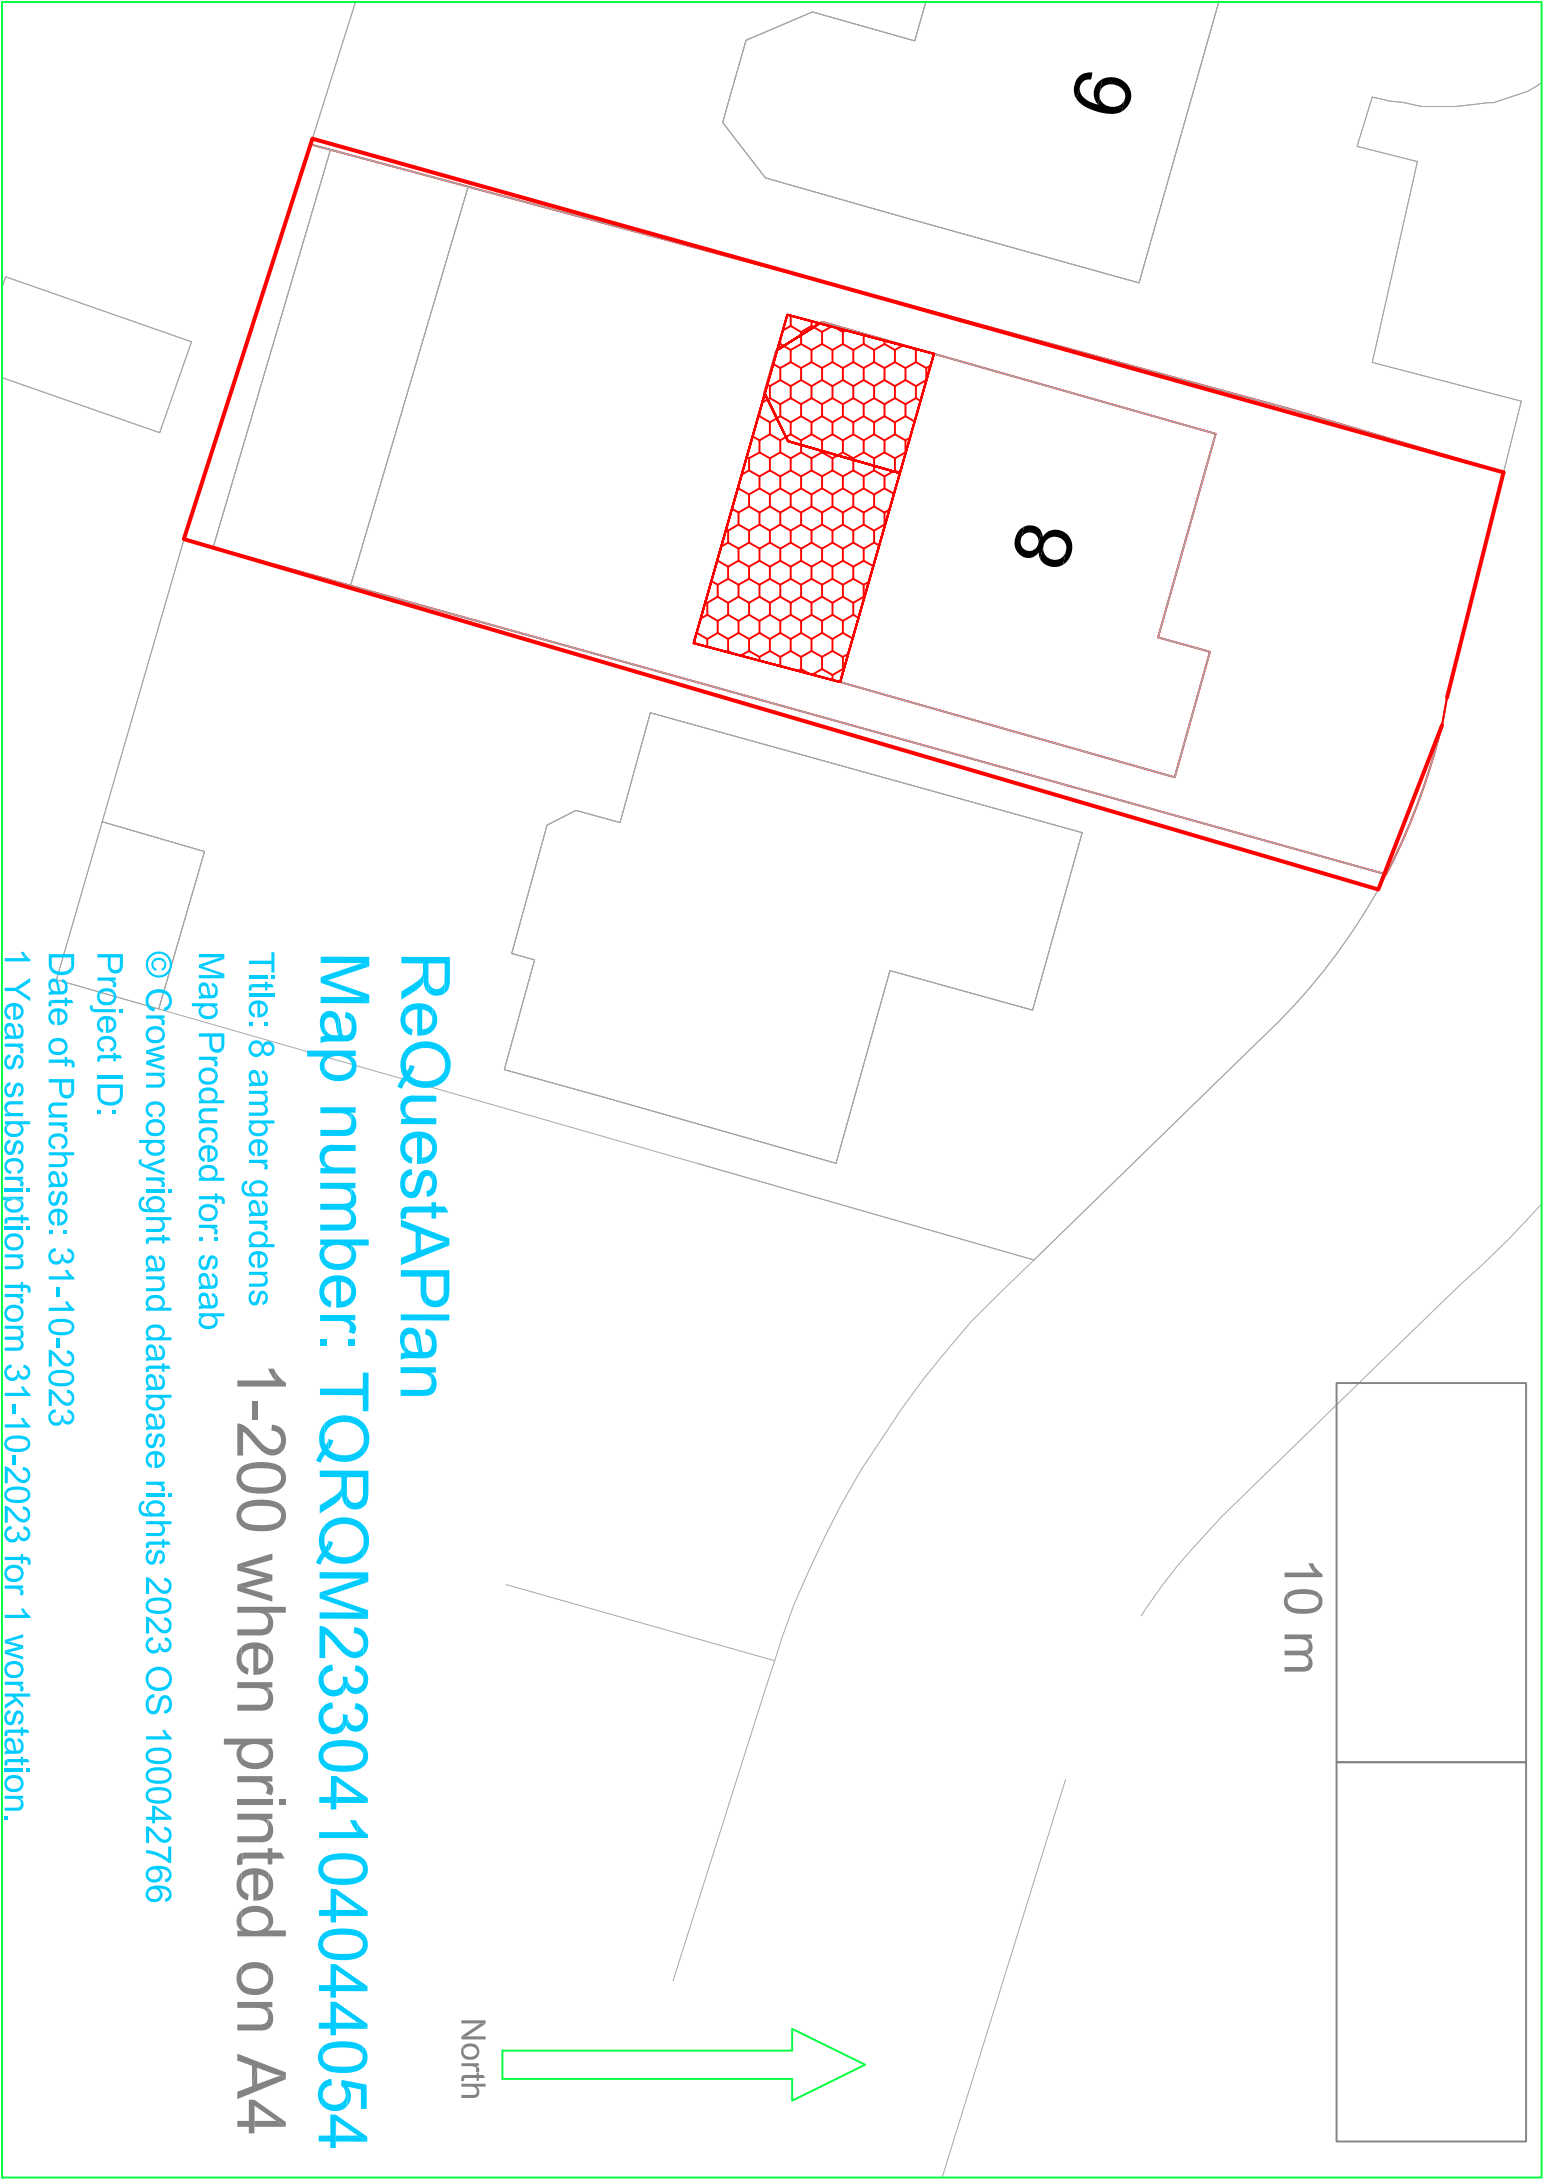 9
8
ReQuestAPlan
Map number: TQRQM23304104044054
Title: 8 amber gardens
1-200 when printed on A4
Map Produced for: saab
© Crown copyright and database rights 2023 OS 100042766
Project ID:
Date of Purchase: 31-10-2023
1 Years subscription from 31-10-2023 for 1 workstation.
10 m
North